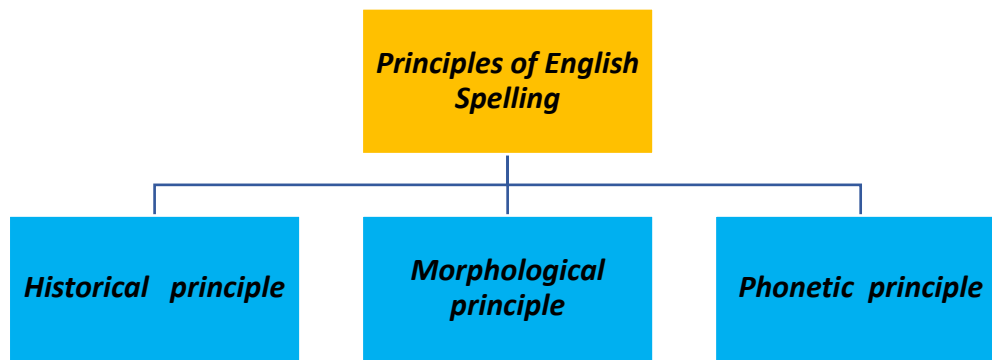 Principles of English
Spelling
Historical principle
Morphological
principle
Phonetic principle